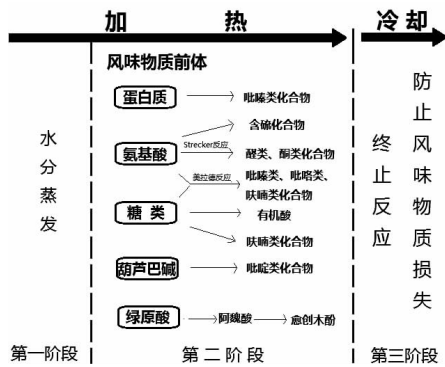 加 热
冷却
风味物质前体
水分蒸发
蛋白质
吡嗪类化合物
含硫化合物
氨基酸
Strecker反应
醛类、酮类化合物
美拉德反应
吡嗪类、吡咯类、
呋喃类化合物
糖类
有机酸
呋喃类化合物
葫芦巴碱
吡啶类化合物
绿原酸
阿魏酸
愈创木酚
终止反应
防止风味物质损失
第一阶段
第二阶段
第三阶段